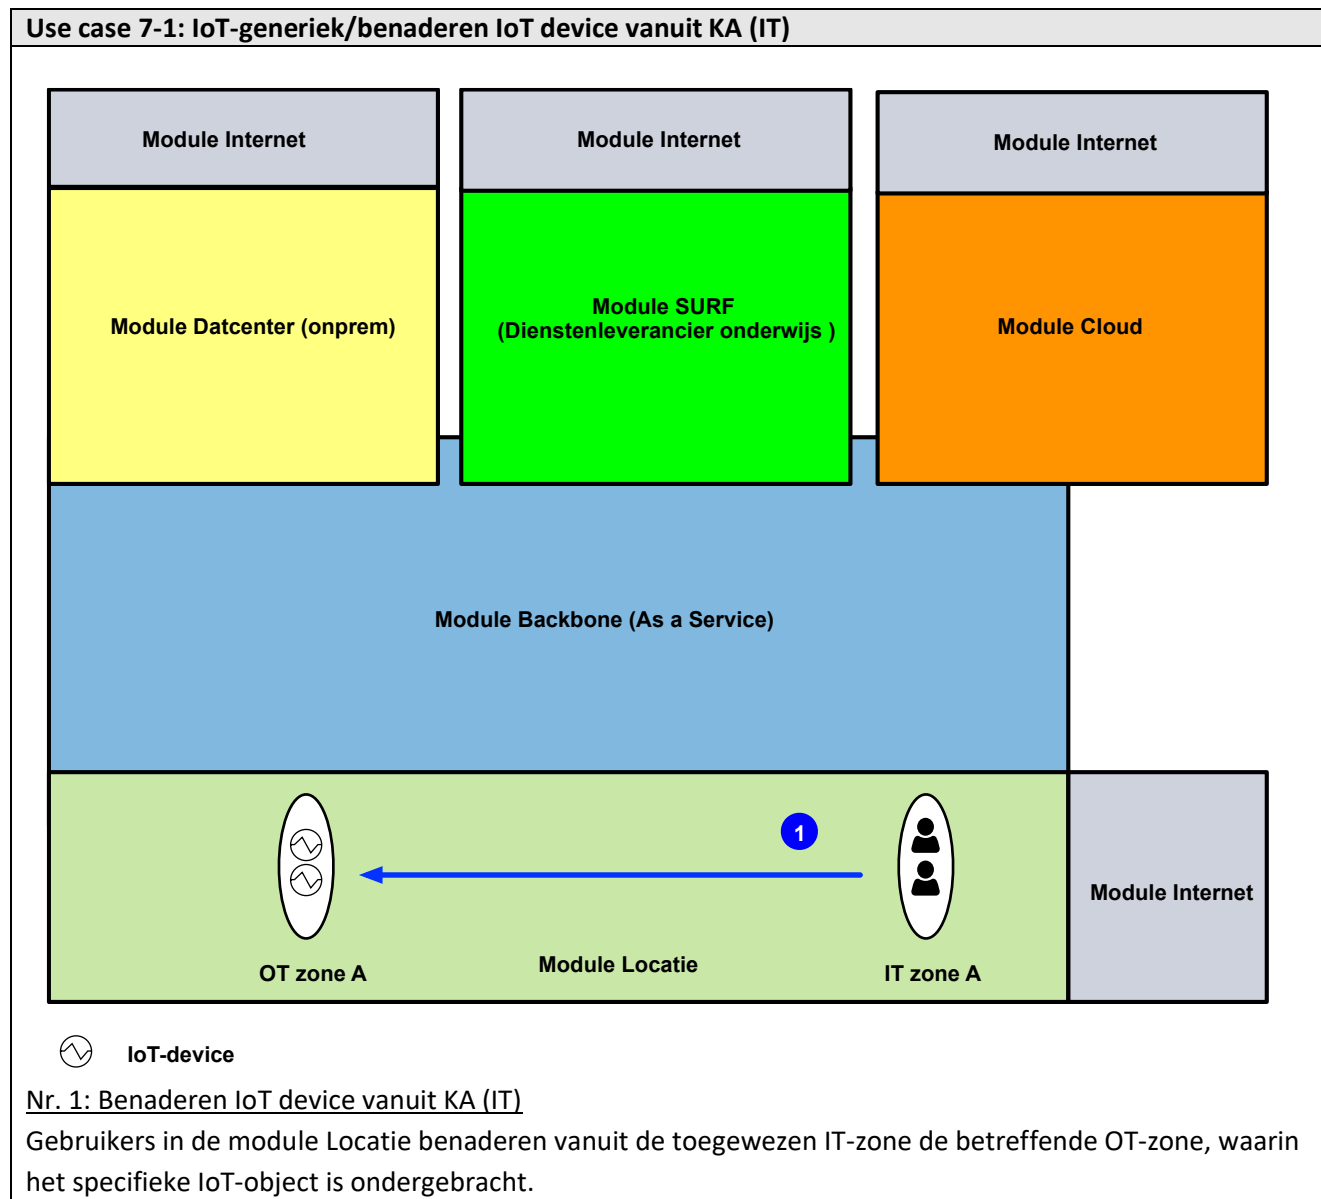 Use case 7-1: IoT-generiek/benaderen IoT device vanuit KA (IT)
Module Internet
Module Internet
Module Internet
Module Datcenter (onprem)
Module SURF
(Dienstenleverancier onderwijs )
Module Cloud
Module Backbone (As a Service)
1
Module Internet
OT zone A
Module Locatie
IT zone A
IoT-device
Nr. 1: Benaderen IoT device vanuit KA (IT)
Gebruikers in de module Locatie benaderen vanuit de toegewezen IT-zone de betreffende OT-zone, waarin
het specifieke IoT-object is ondergebracht.